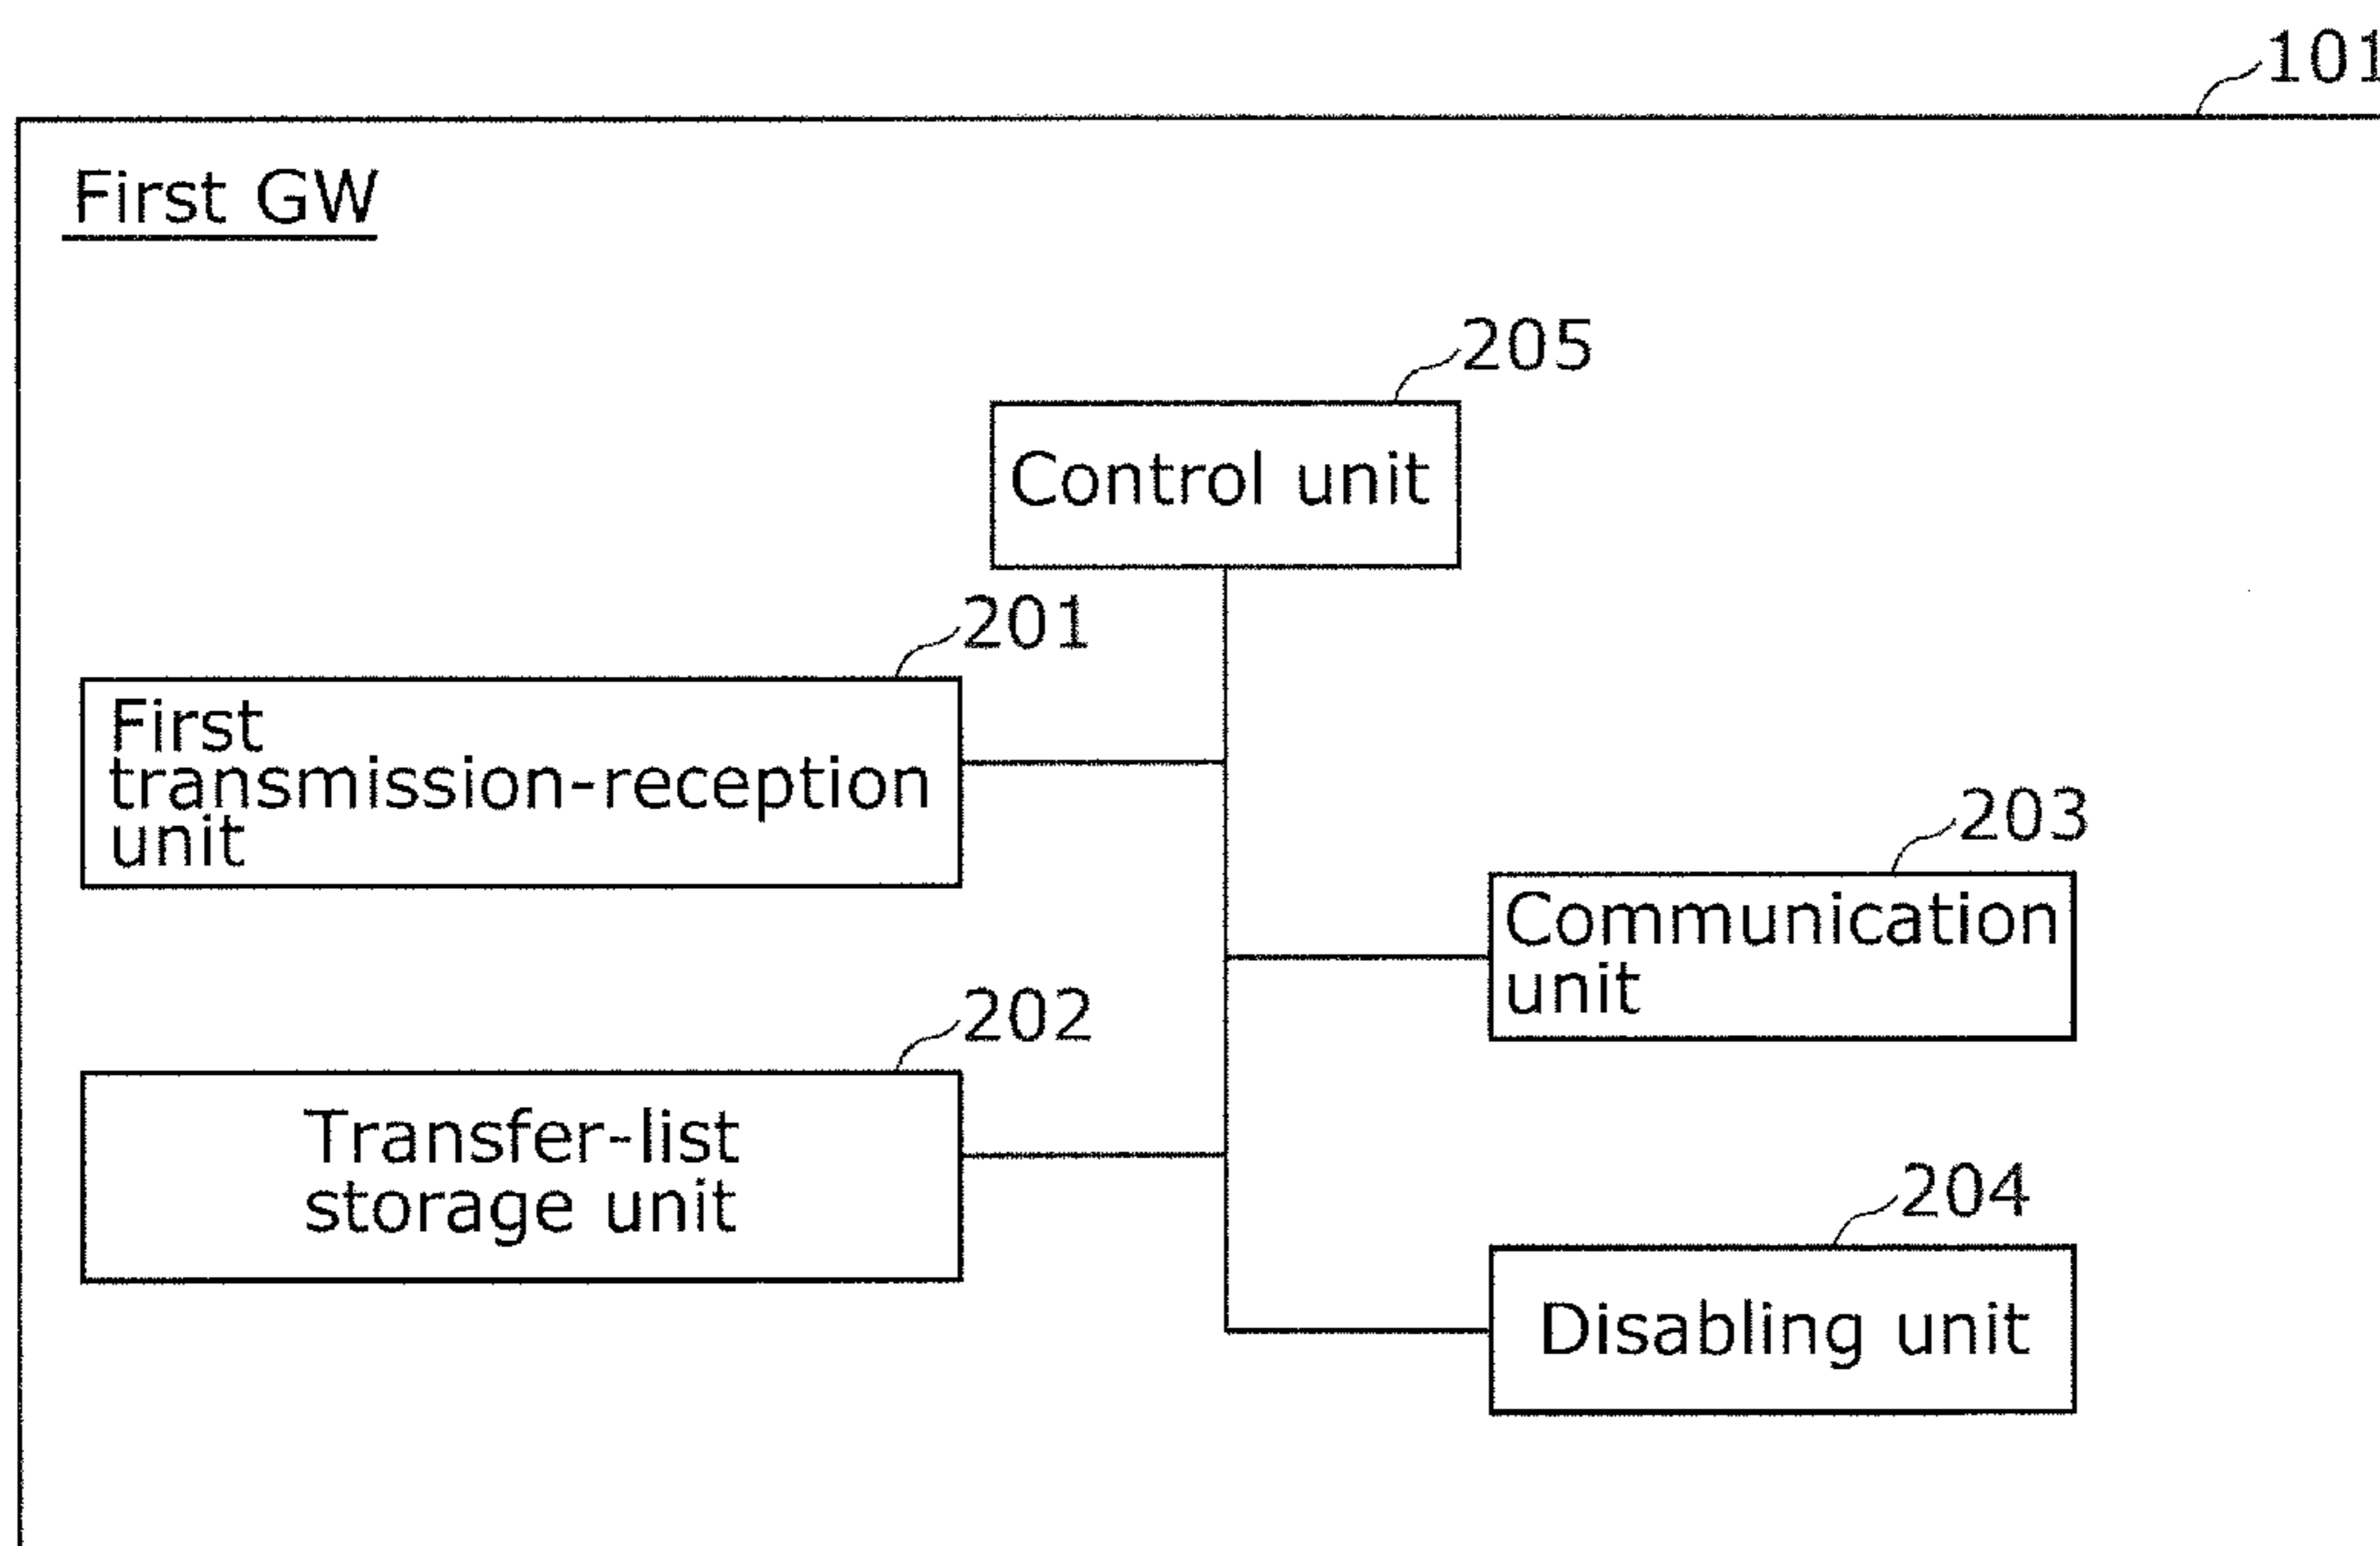 101
First GW
205
Control unit
201
First
transmission-reception
unit
203
Communication
unit
202
Transfer-list
storage unit
204
Disabling unit